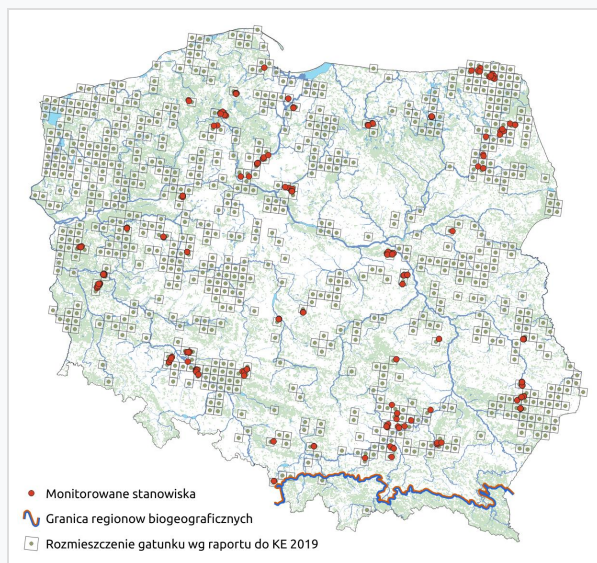 Monitorowane stanowiska
Granica regionow biogeograficznych
Rozmieszczenie gatunku wg raportu do KE 2019